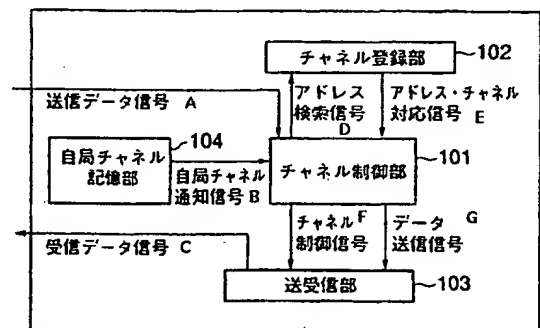 チャネル登録部
102
送信データ信号 A
アドレス
検索信号
D
アドレス・チャネル
対応信号 E
104
自局チャネル
記憶部
自局チャネル
通知信号 B
チャネル制御部
101
チャネル F
制御信号
データ G
送信信号
受信データ信号 C
送受信部
103